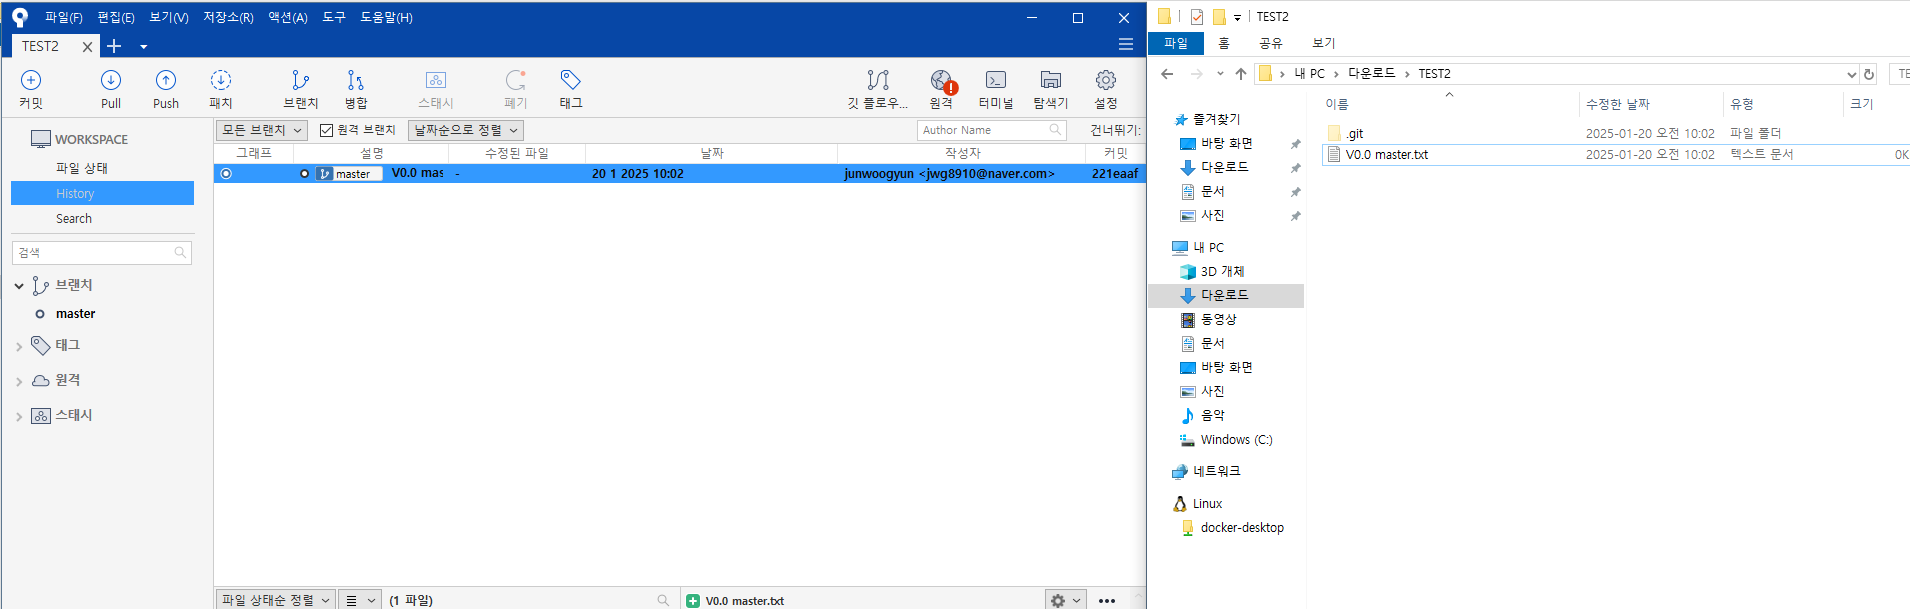 파일(F) 편집(E) 보기(V) 저장소(R) 액션(A) 도구 도움말(H)
TEST2
커밋 Pull Push 패치 브랜치 병합 스태시 폐기 태그 깃 플로우... 원격 터미널 탐색기 설정
WORKSPACE
파일 상태
History
Search
검색
브랜치
master
태그
원격
스태시
모든 브랜치 원격 브랜치 날짜순으로 정렬 Author Name 건너뛰기:
그래프 설명 수정된 파일 날짜 작성자 커밋
master V0.0 mas - 20 1 2025 10:02 junwoogyun <jwg8910@naver.com> 221eaaf
파일 상태순 정렬 (1 파일) V0.0 master.txt
TEST2
파일 홈 공유 보기
내 PC › 다운로드 › TEST2
이름 수정한 날짜 유형 크기
.git 2025-01-20 오전 10:02 파일 폴더
V0.0 master.txt 2025-01-20 오전 10:02 텍스트 문서 0K
즐겨찾기
바탕 화면
다운로드
문서
사진
내 PC
3D 개체
다운로드
동영상
문서
바탕 화면
사진
음악
Windows (C:)
네트워크
Linux
docker-desktop